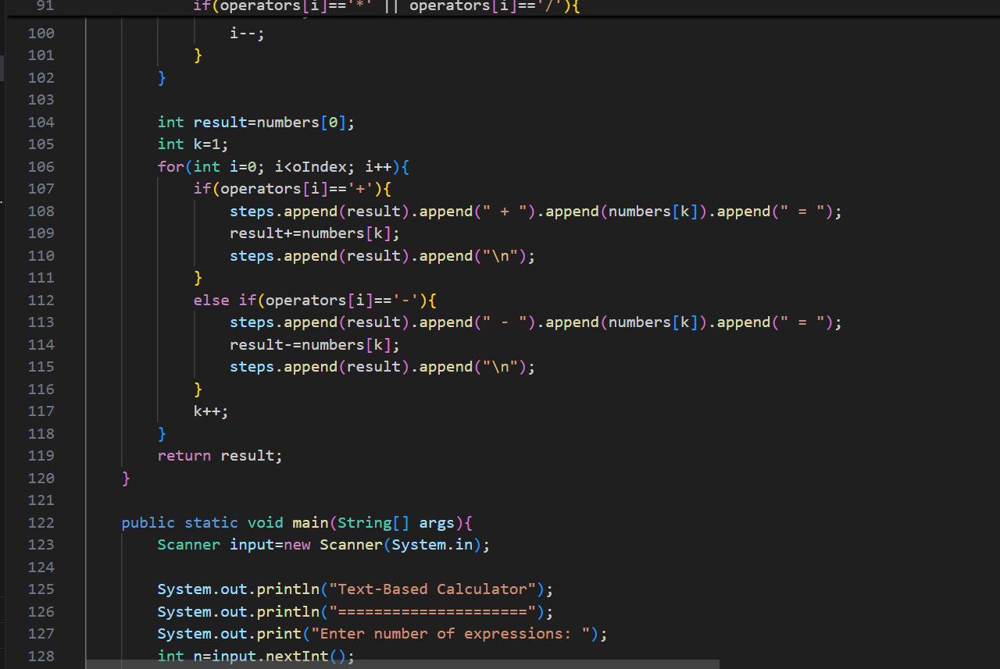 91 if(operators[i]=='*' || operators[i]=='/'){
100 i--;
101 }
102 }
103
104 int result=numbers[0];
105 int k=1;
106 for(int i=0; i<oIndex; i++){
107 if(operators[i]=='+'){
108 steps.append(result).append(" + ").append(numbers[k]).append(" = ");
109 result+=numbers[k];
110 steps.append(result).append("\n");
111 }
112 else if(operators[i]=='-'){
113 steps.append(result).append(" - ").append(numbers[k]).append(" = ");
114 result-=numbers[k];
115 steps.append(result).append("\n");
116 }
117 k++;
118 }
119 return result;
120 }
121
122 public static void main(String[] args){
123 Scanner input=new Scanner(System.in);
124
125 System.out.println("Text-Based Calculator");
126 System.out.println("=====================");
127 System.out.print("Enter number of expressions: ");
128 int n=input.nextInt();